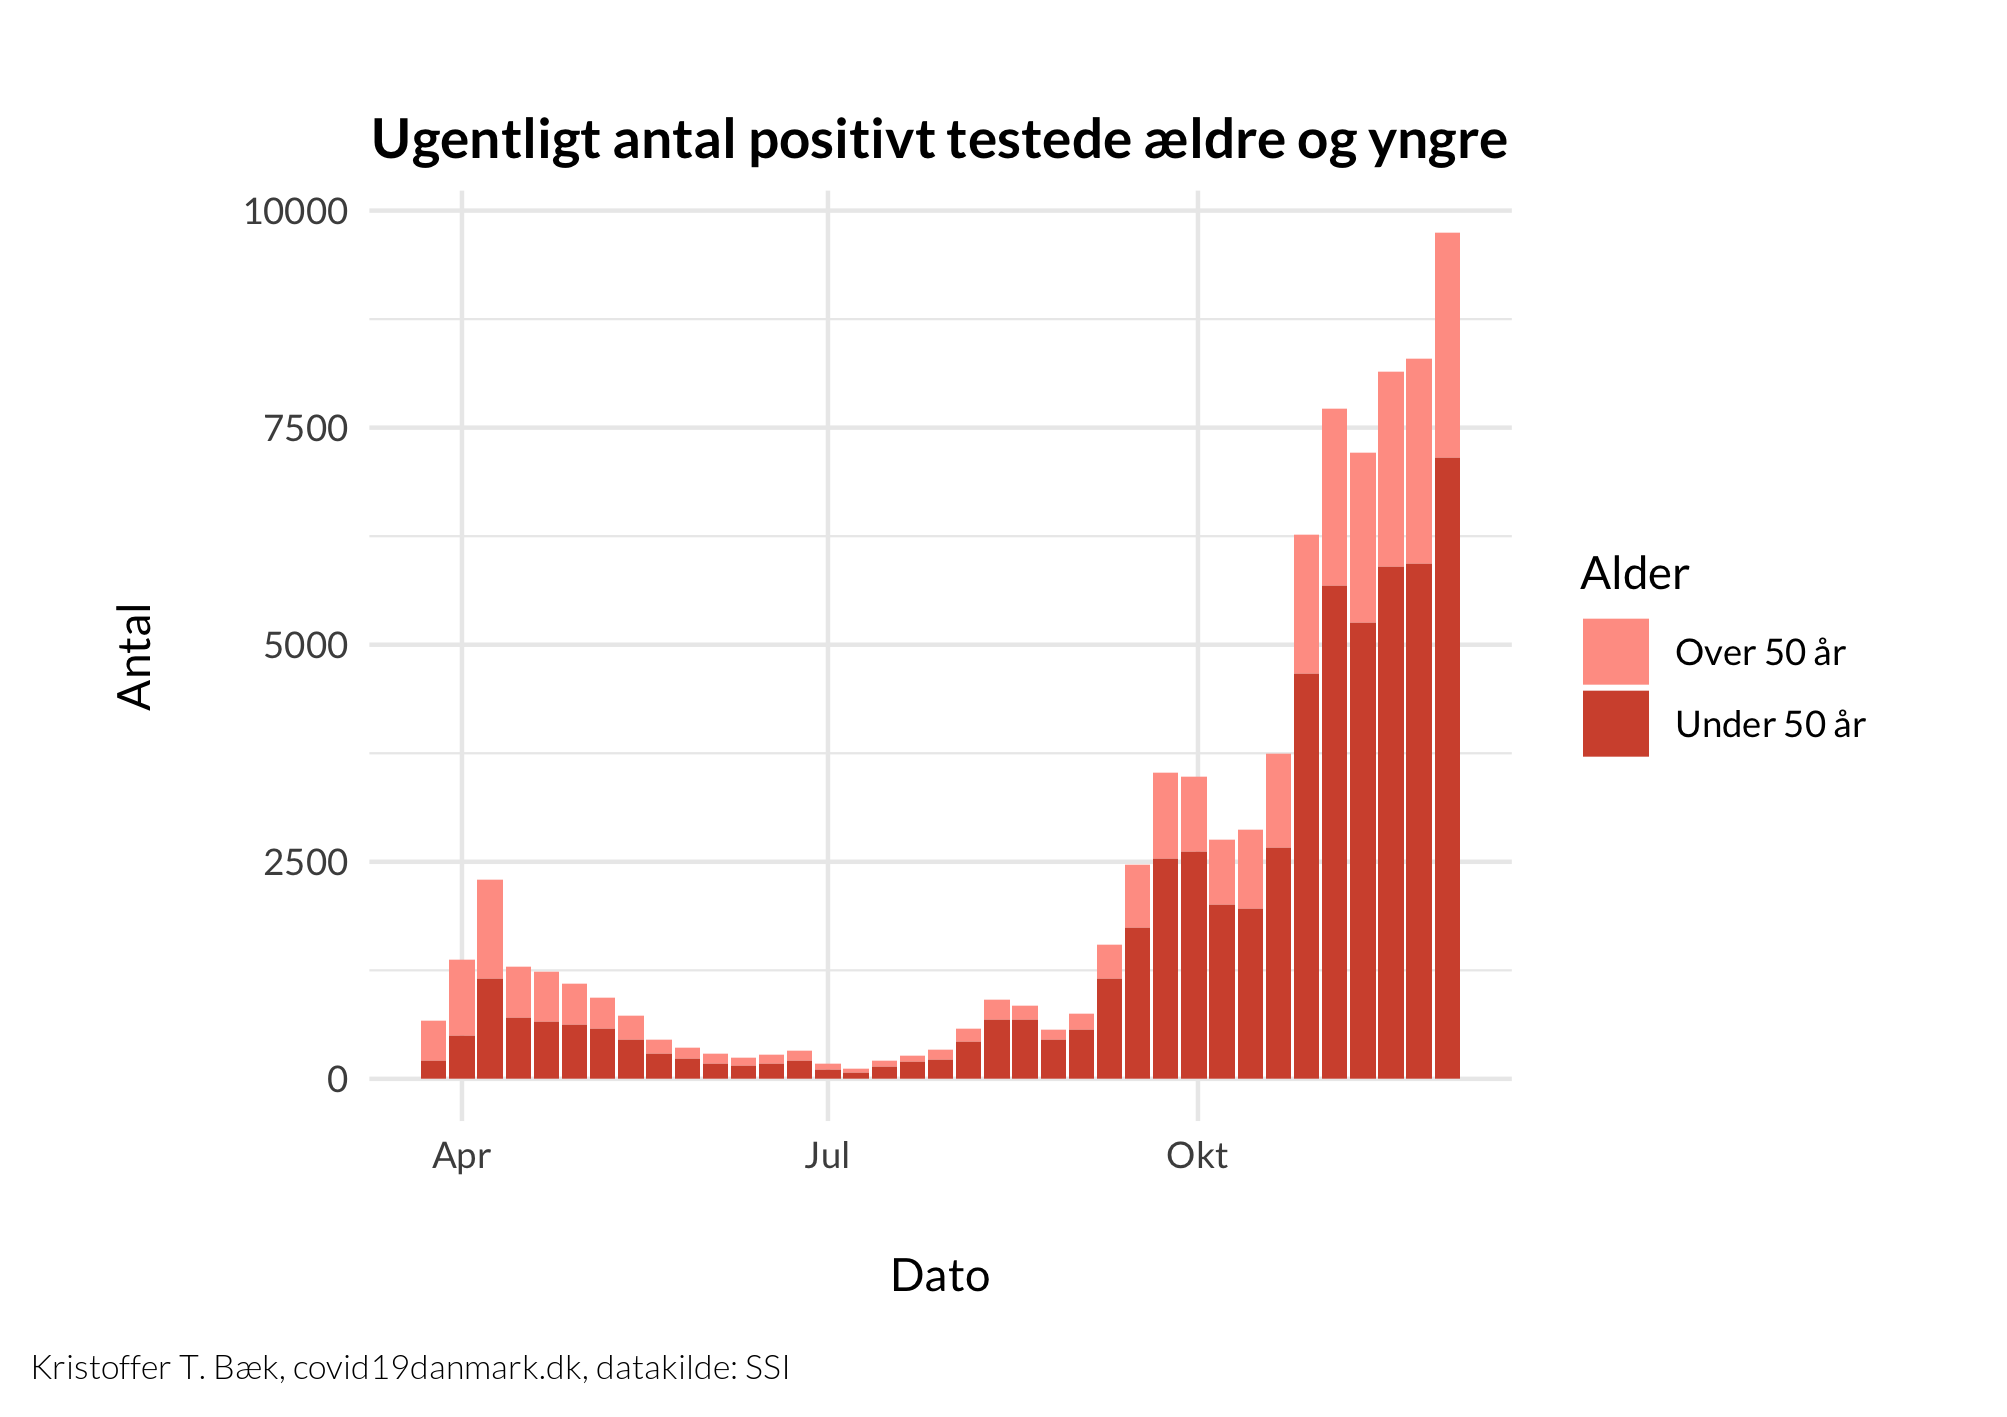 Ugentligt antal positivt testede ældre og yngre
10000
7500
5000
2500
0
Antal
Apr
Jul
Okt
Dato
Alder
Over 50 år
Under 50 år
Kristoffer T. Bæk, covid19danmark.dk, datakilde: SSI